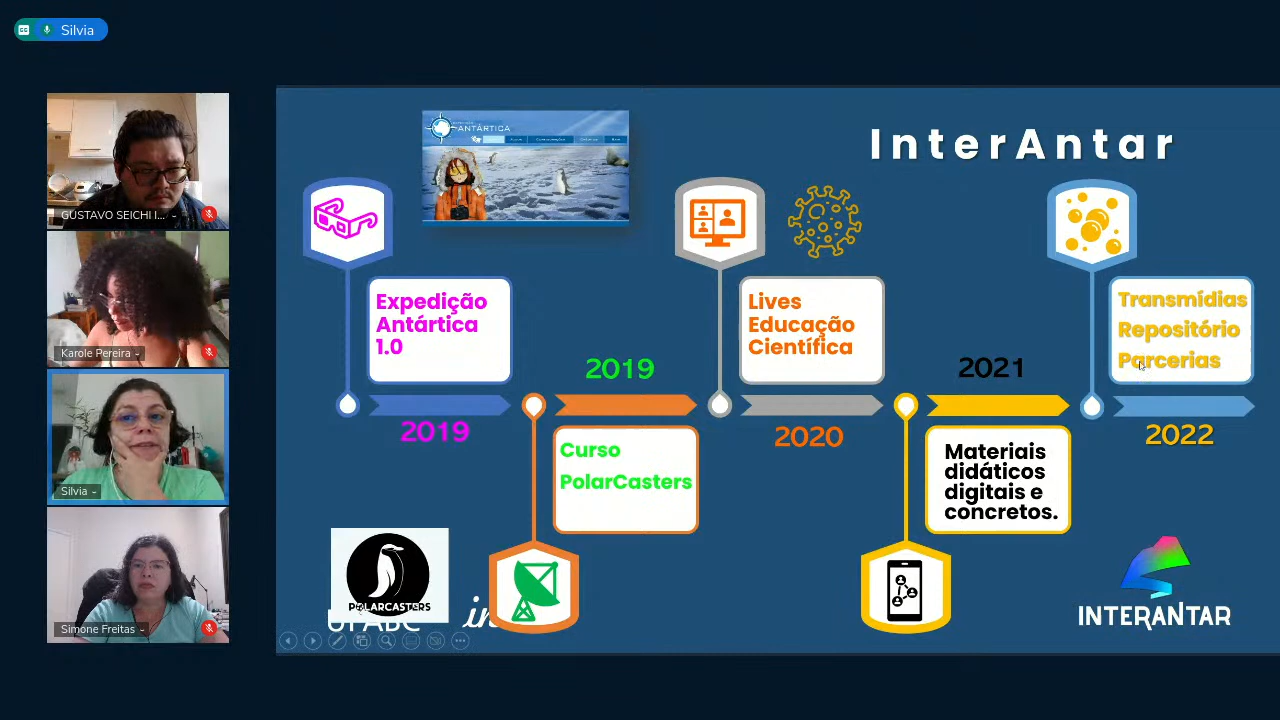 Silvia
GUSTAVO SEICHI I...
Karole Pereira
Silvia
Simone Freitas
ANTÁRTICA
InterAntar
Expedição
Antártica
1.0
2019
2019
Curso
PolarCasters
Lives
Educação
Científica
2020
2021
Materiais
didáticos
digitais e
concretos.
Transmídias
Repositório
Parcerias
2022
POLARCASTERS
UFABC
in
INTERANTAR